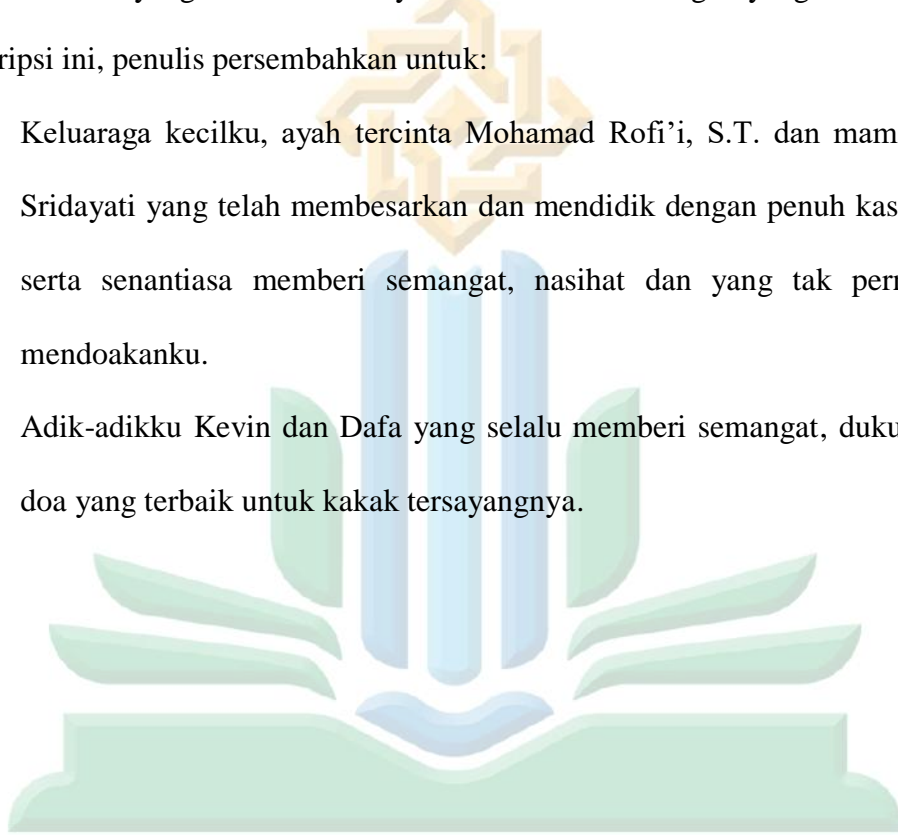 ripsi ini, penulis persembahkan untuk:
Keluaraga kecilku, ayah tercinta Mohamad Rofi’i, S.T. dan mam
Sridayati yang telah membesarkan dan mendidik dengan penuh kas
serta senantiasa memberi semangat, nasihat dan yang tak pern
mendoakanku.
Adik-adikku Kevin dan Dafa yang selalu memberi semangat, duku
doa yang terbaik untuk kakak tersayangnya.